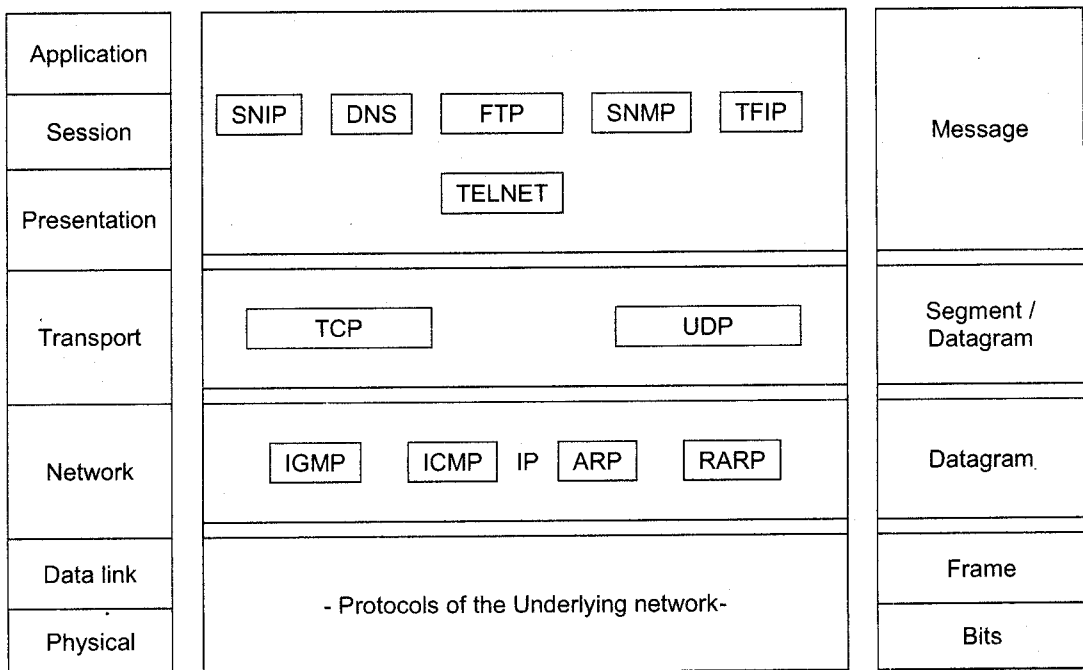 Application
Session
Presentation
Transport
Network
Data link
Physical
SNIP DNS FTP SNMP TFIP
TELNET
TCP UDP
IGMP ICMP IP ARP RARP
- Protocols of the Underlying network-
Message
Segment /
Datagram
Datagram
Frame
Bits